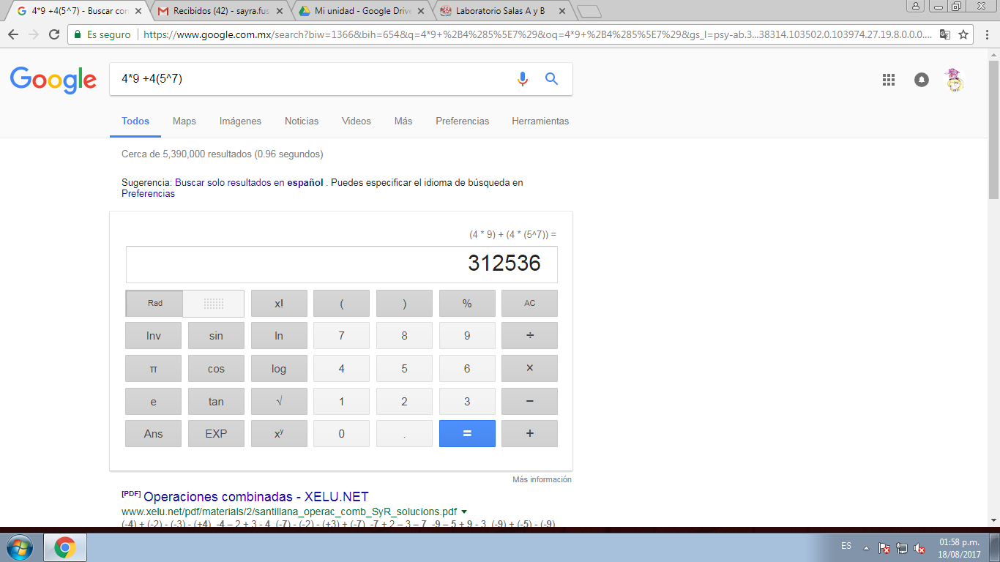 4*9 +4(5^7) - Buscar con
Recibidos (42) - sayra.fus
Mi unidad - Google Drive
Laboratorio Salas A y B
Es seguro
https://www.google.com.mx/search?biw=1366&bih=654&q=4*9+%2B4%285%5E7%29&oq=4*9+%2B4%285%5E7%29&gs_l=psy-ab.3...38314.103502.0.103974.27.19.8.0.0.0....
Google
4*9 +4(5^7)
Todos Maps Imágenes Noticias Videos Más Preferencias Herramientas
Cerca de 5,390,000 resultados (0.96 segundos)
Sugerencia: Buscar solo resultados en español . Puedes especificar el idioma de búsqueda en
Preferencias
(4 * 9) + (4 * (5^7)) =
312536
Rad x! ( ) % AC
Inv sin ln 7 8 9 ÷
π cos log 4 5 6 ×
e tan √ 1 2 3 −
Ans EXP xʸ 0 . = +
Más información
[PDF] Operaciones combinadas - XELU.NET
www.xelu.net/pdf/materials/2/santillana_operac_comb_SyR_solucions.pdf
(-4) + (-2) - (-3) - (+4). -4 – 2 + 3 - 4. (-7) - (-2) - (+3) + (-7). -7 + 2 – 3 – 7. -9 – 5 + 9 - 3. (-9) + (-5) - (-9)
ES
01:58 p.m.
18/08/2017